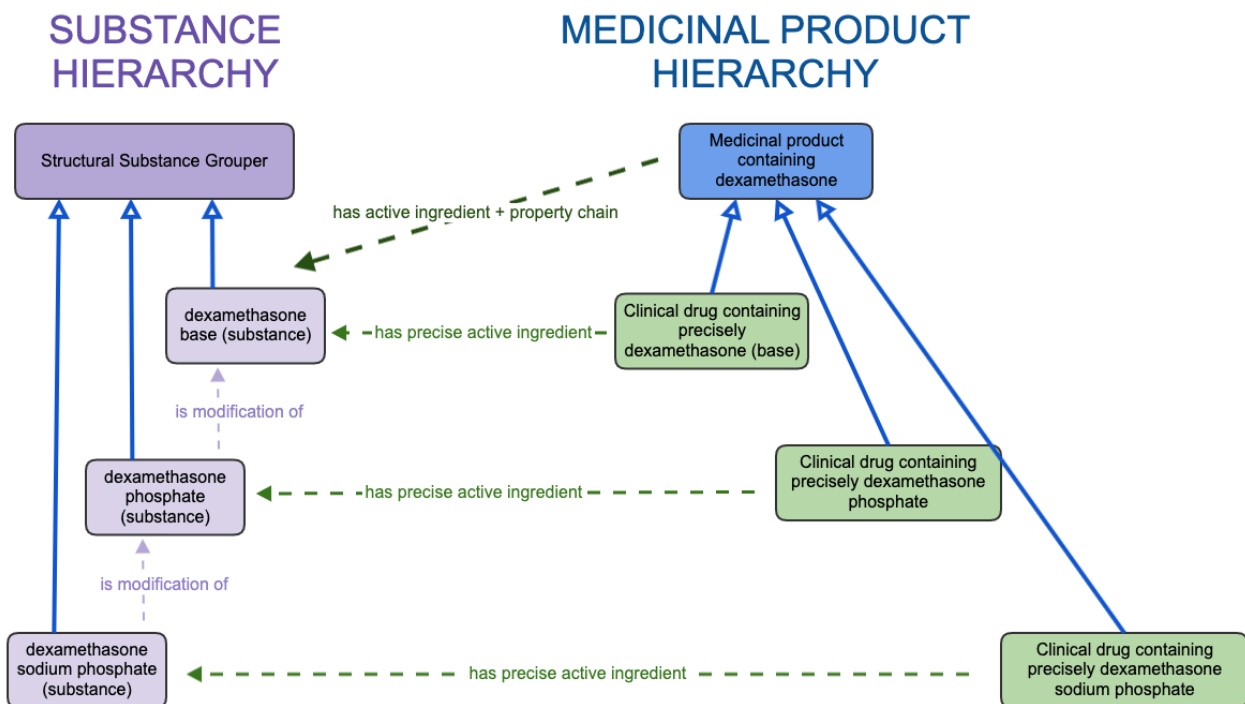 SUBSTANCE
HIERARCHY
MEDICINAL PRODUCT
HIERARCHY
Structural Substance Grouper
Medicinal product
containing
dexamethasone
has active ingredient + property chain
dexamethasone
base (substance)
has precise active ingredient
Clinical drug containing
precisely
dexamethasone (base)
is modification of
dexamethasone
phosphate
(substance)
has precise active ingredient
Clinical drug containing
precisely dexamethasone
phosphate
is modification of
dexamethasone
sodium phosphate
(substance)
has precise active ingredient
Clinical drug containing
precisely dexamethasone
sodium phosphate